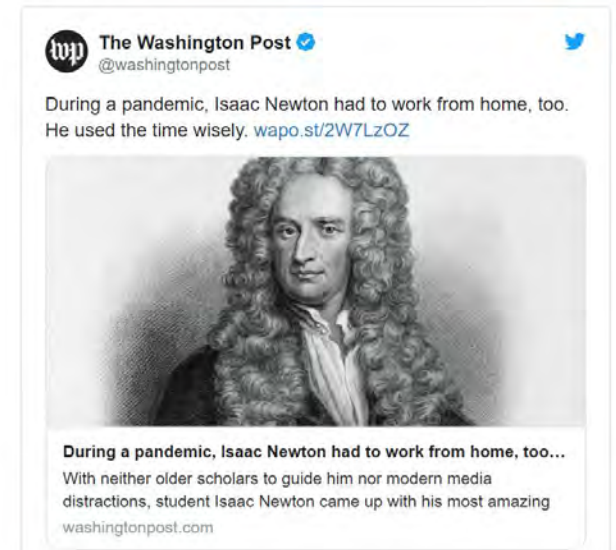 wp
The Washington Post
@washingtonpost
During a pandemic, Isaac Newton had to work from home, too.
He used the time wisely. wapo.st/2W7LzOZ
During a pandemic, Isaac Newton had to work from home, too...
With neither older scholars to guide him nor modern media
distractions, student Isaac Newton came up with his most amazing
washingtonpost.com